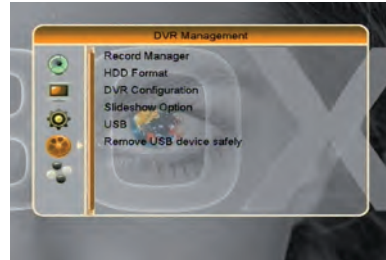 DVR Management
Record Manager
HDD Format
DVR Configuration
Slideshow Option
USB
Remove USB device safely